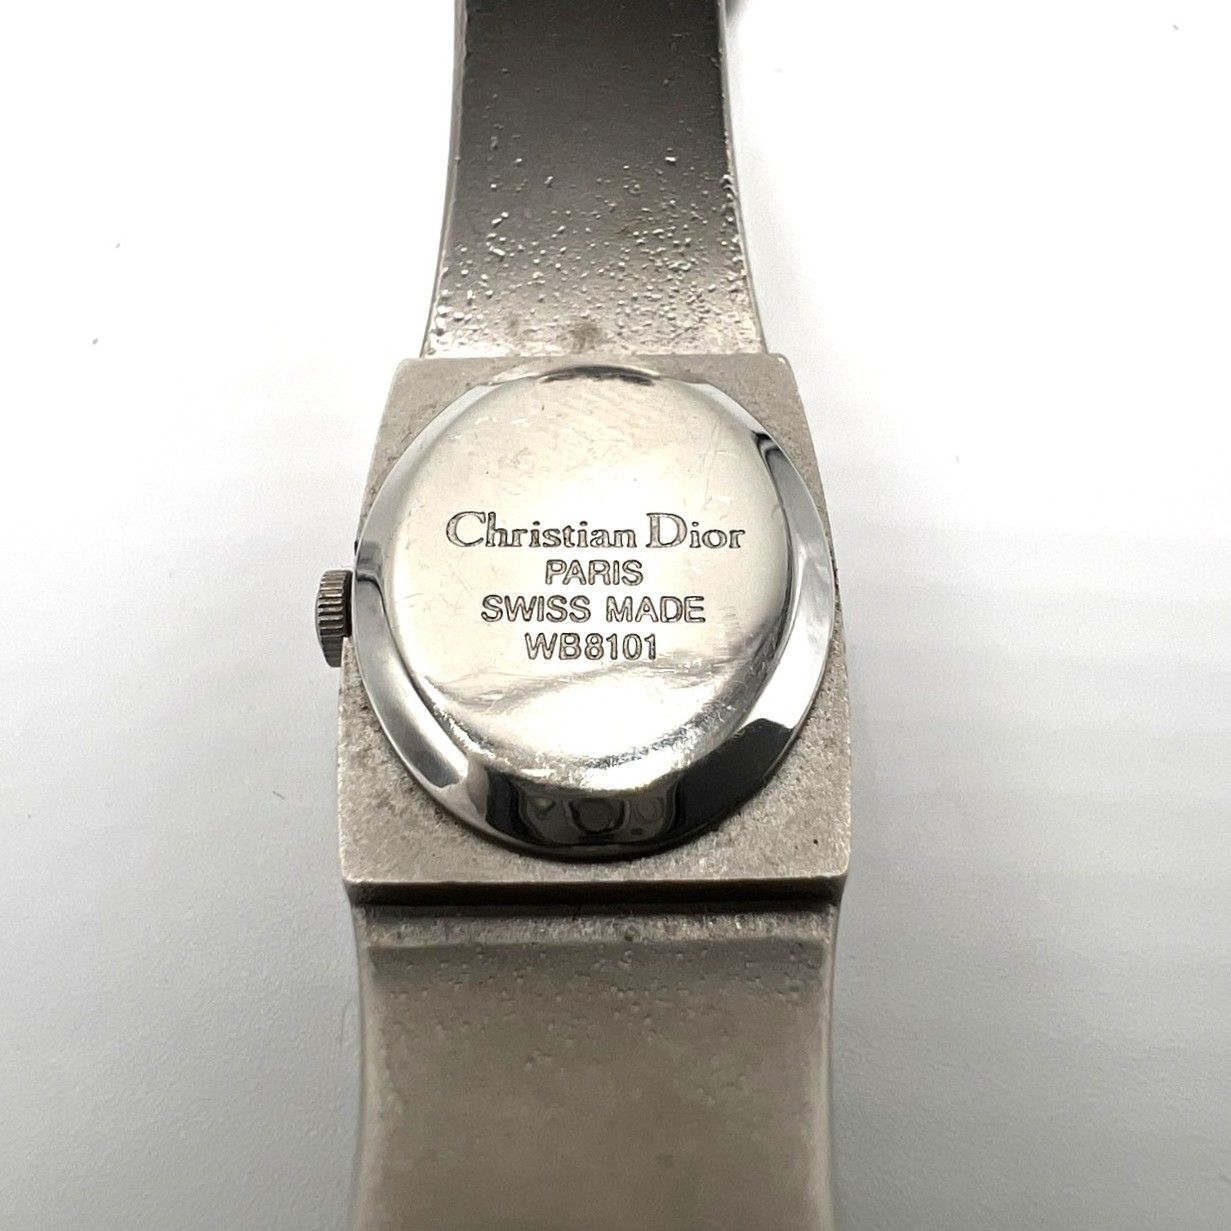 Christian Dior
PARIS
SWISS MADE
WB8101